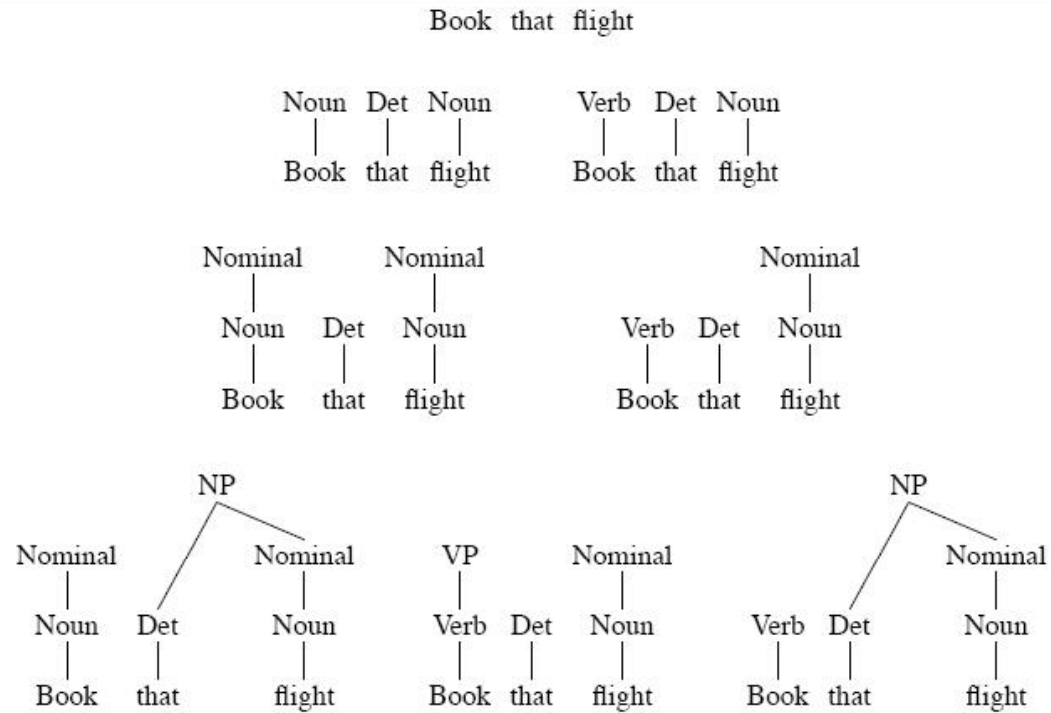 Book that flight
Noun Det Noun Verb Det Noun
Book that flight Book that flight
Nominal Nominal Nominal
Noun Det Noun Verb Det Noun
Book that flight Book that flight
NP NP
Nominal Nominal VP Nominal Nominal
Noun Det Noun Verb Det Noun Verb Det Noun
Book that flight Book that flight Book that flight